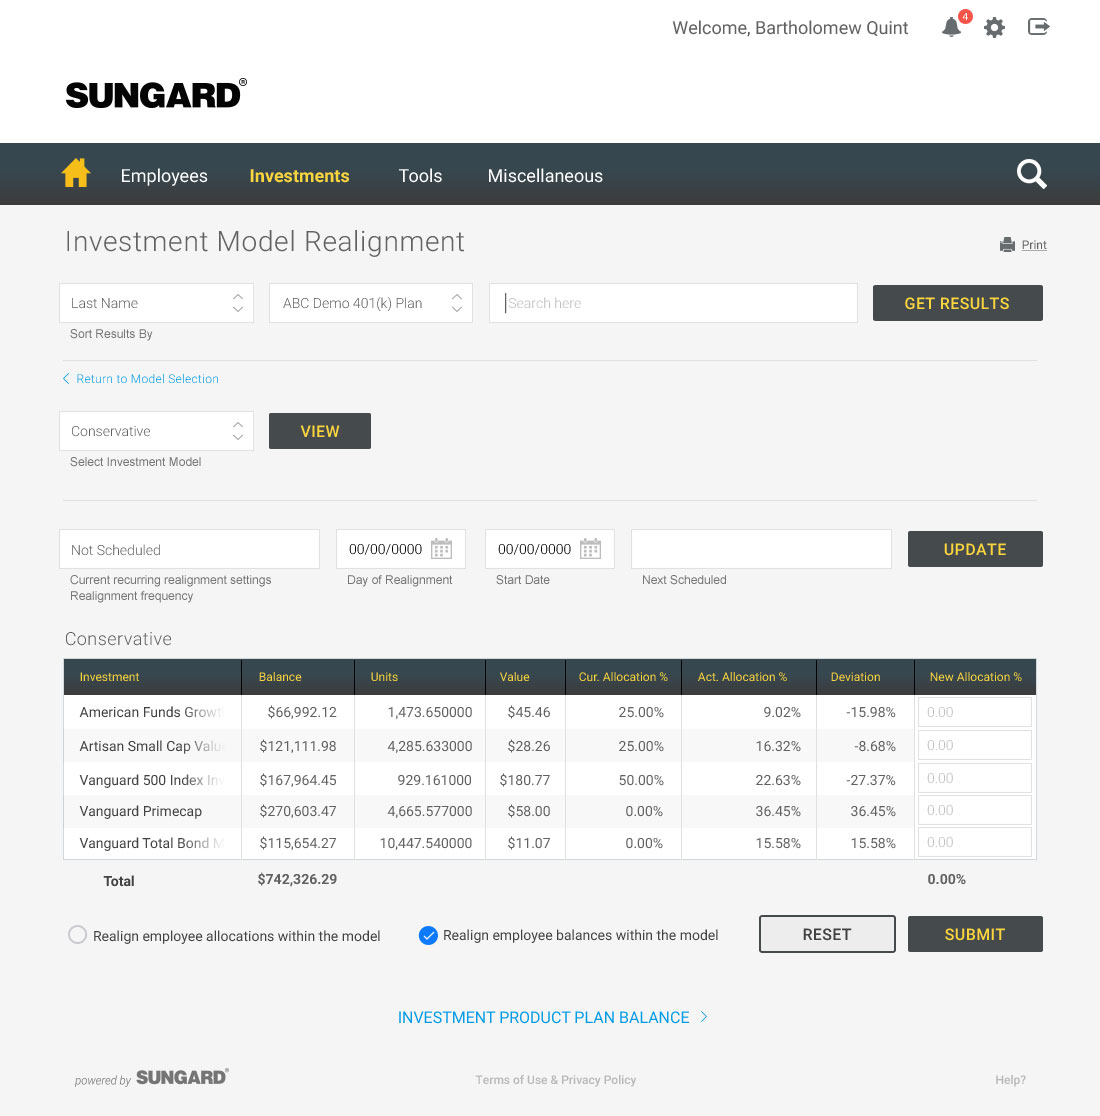 Welcome, Bartholomew Quint 4
SUNGARD®
Employees Investments Tools Miscellaneous
Investment Model Realignment Print
Last Name ABC Demo 401(k) Plan Search here GET RESULTS
Sort Results By
Return to Model Selection
Conservative VIEW
Select Investment Model
Not Scheduled 00/00/0000 00/00/0000 UPDATE
Current recurring realignment settings Day of Realignment Start Date Next Scheduled
Realignment frequency
Conservative
Investment Balance Units Value Cur. Allocation % Act. Allocation % Deviation New Allocation %
American Funds Growt $66,992.12 1,473.650000 $45.46 25.00% 9.02% -15.98% 0.00
Artisan Small Cap Valu $121,111.98 4,285.633000 $28.26 25.00% 16.32% -8.68% 0.00
Vanguard 500 Index Inv $167,964.45 929.161000 $180.77 50.00% 22.63% -27.37% 0.00
Vanguard Primecap $270,603.47 4,665.577000 $58.00 0.00% 36.45% 36.45% 0.00
Vanguard Total Bond M $115,654.27 10,447.540000 $11.07 0.00% 15.58% 15.58% 0.00
Total $742,326.29 0.00%
Realign employee allocations within the model Realign employee balances within the model RESET SUBMIT
INVESTMENT PRODUCT PLAN BALANCE
powered by SUNGARD® Terms of Use & Privacy Policy Help?